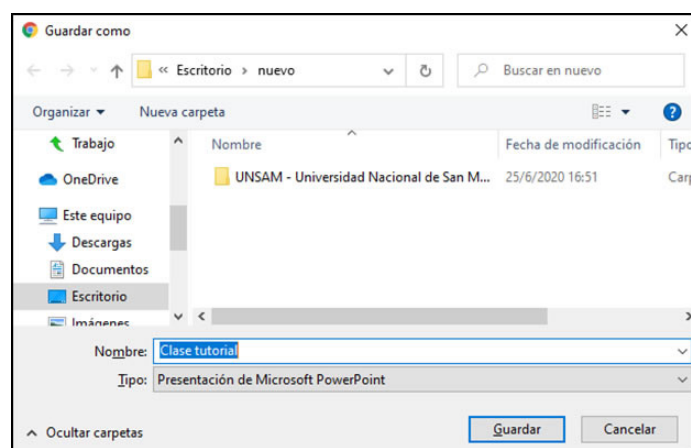 Guardar como
« Escritorio › nuevo
Buscar en nuevo
Organizar
Nueva carpeta
Trabajo
OneDrive
Este equipo
Descargas
Documentos
Escritorio
Imágenes
Nombre
Fecha de modificación
Tipo
UNSAM - Universidad Nacional de San M...
25/6/2020 16:51
Carp
Nombre: Clase tutorial
Tipo: Presentación de Microsoft PowerPoint
Ocultar carpetas
Guardar
Cancelar